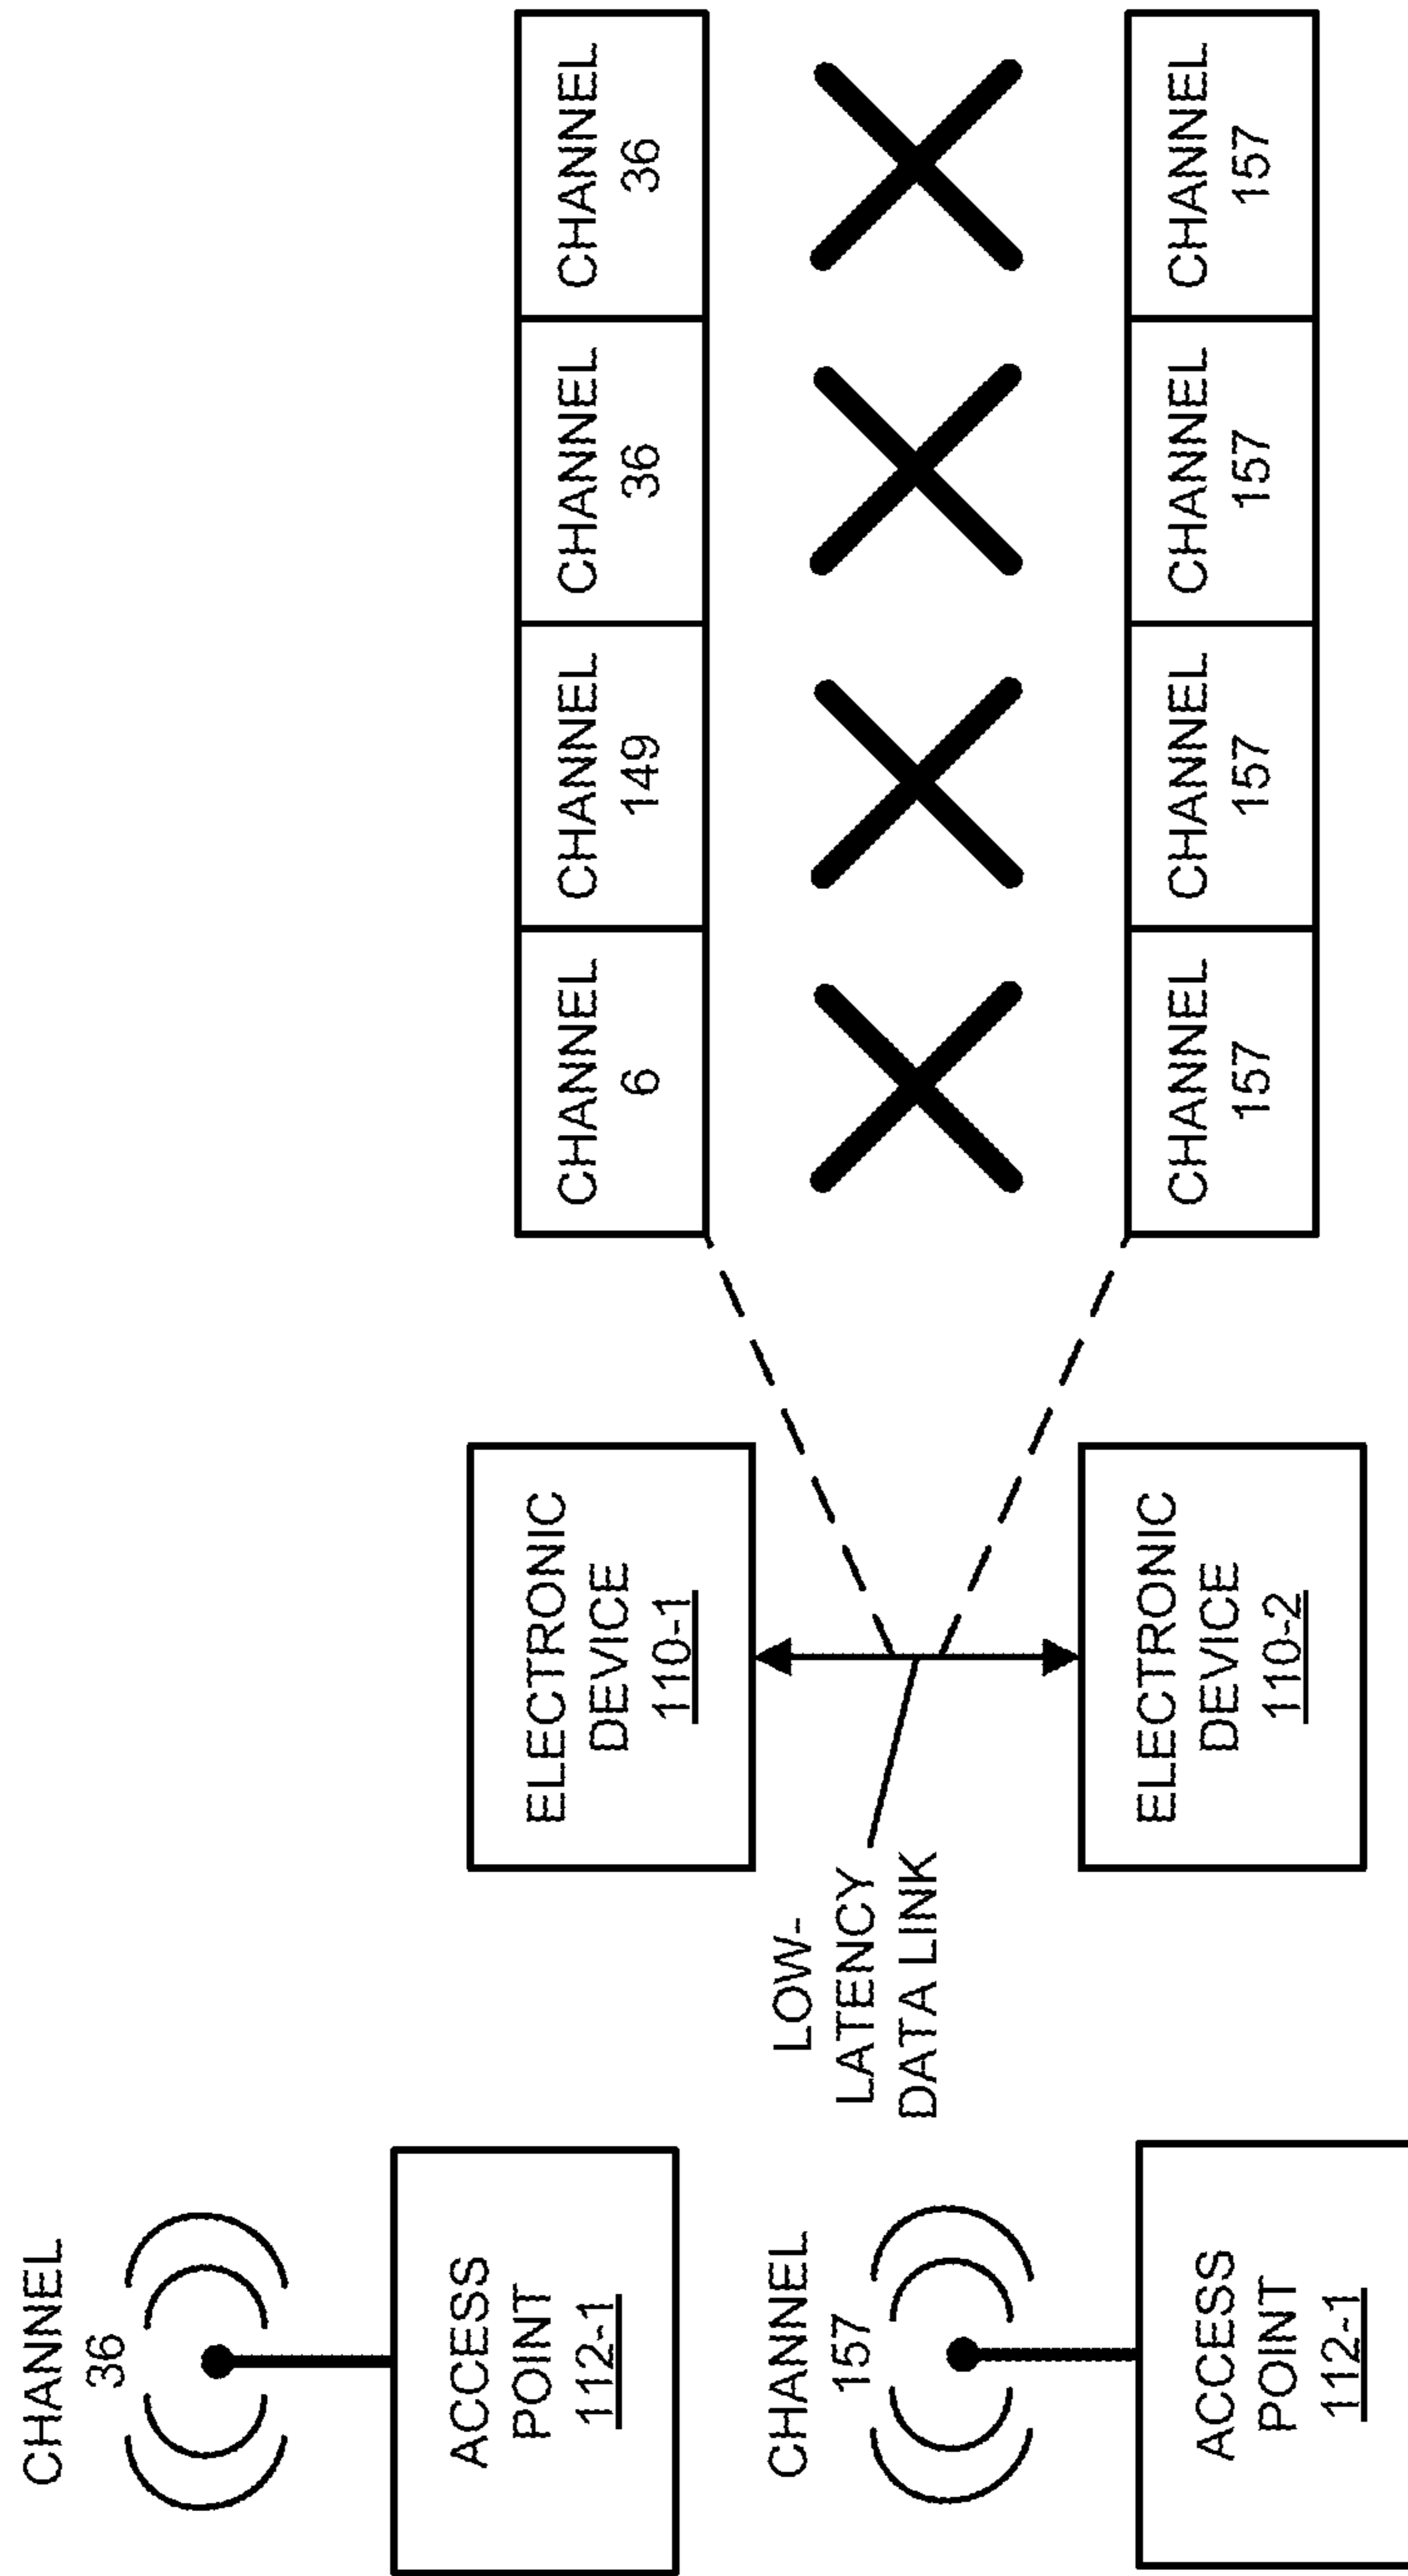 CHANNEL
36
ACCESS
POINT
112-1
CHANNEL
157
ACCESS
POINT
112-1
LOW-
LATENCY
DATA LINK
ELECTRONIC
DEVICE
110-1
ELECTRONIC
DEVICE
110-2
CHANNEL
6
CHANNEL
149
CHANNEL
36
CHANNEL
36
CHANNEL
157
CHANNEL
157
CHANNEL
157
CHANNEL
157